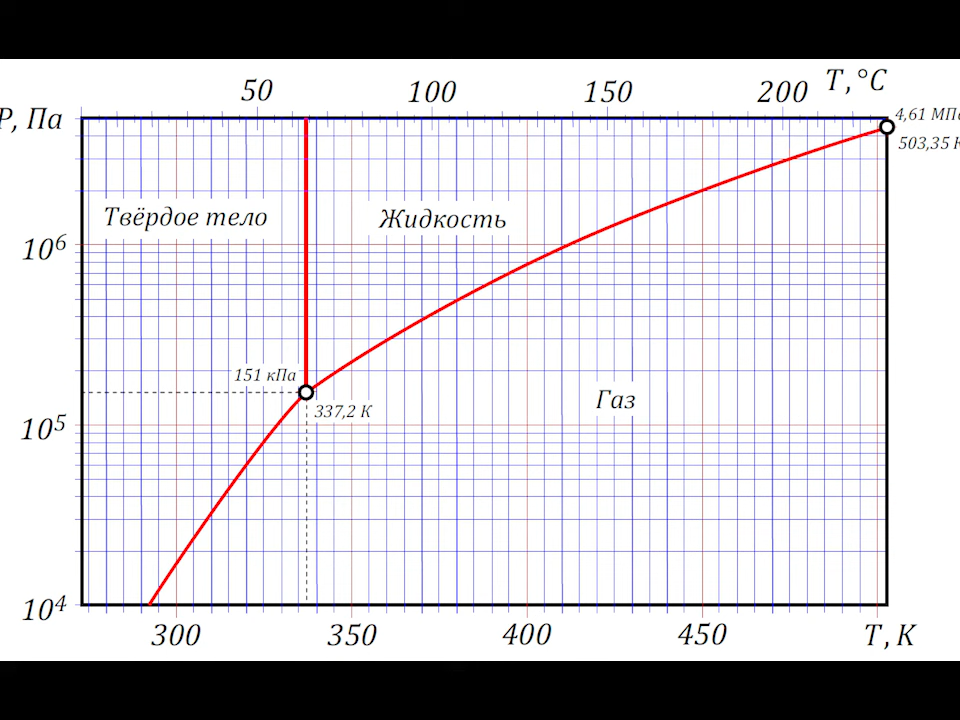 50 100 150 200 T, °C
P, Па
4,61 МПа
503,35 К
Твёрдое тело
Жидкость
10⁶
151 кПа
337,2 К
Газ
10⁵
10⁴
300 350 400 450 T, К